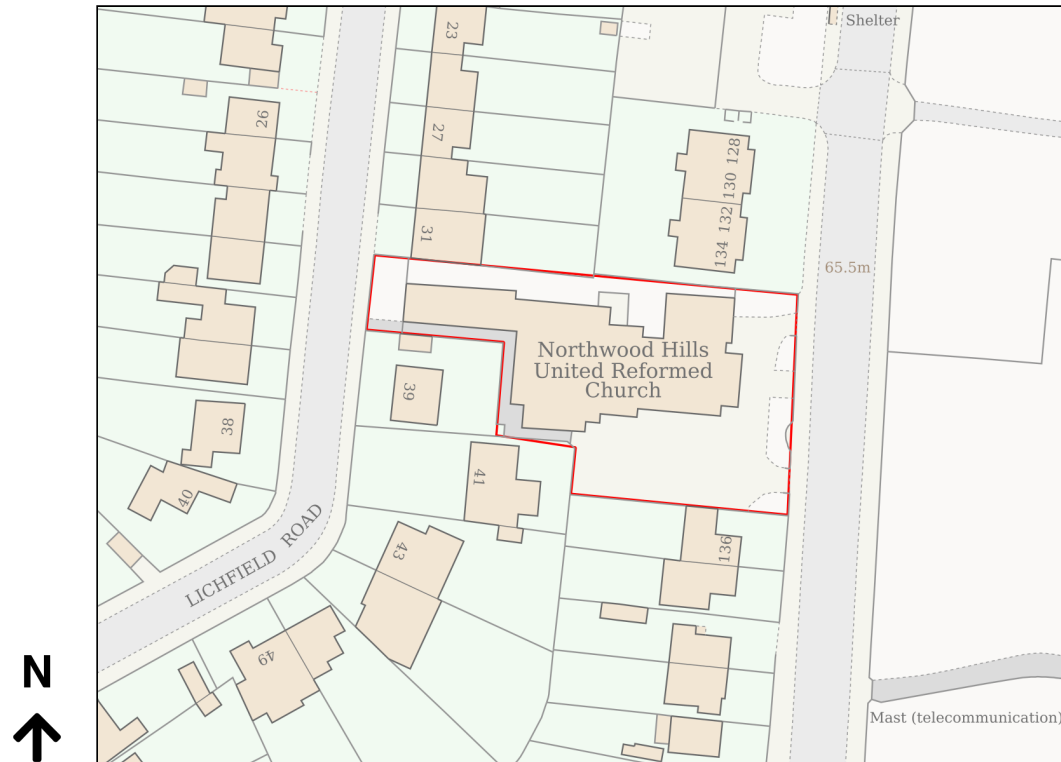 Shelter
23
26
27
128
130
132
134
31
65.5m
Northwood Hills
United Reformed
Church
39
38
41
40
LICHFIELD ROAD
43
136
49
N
Mast (telecommunication)